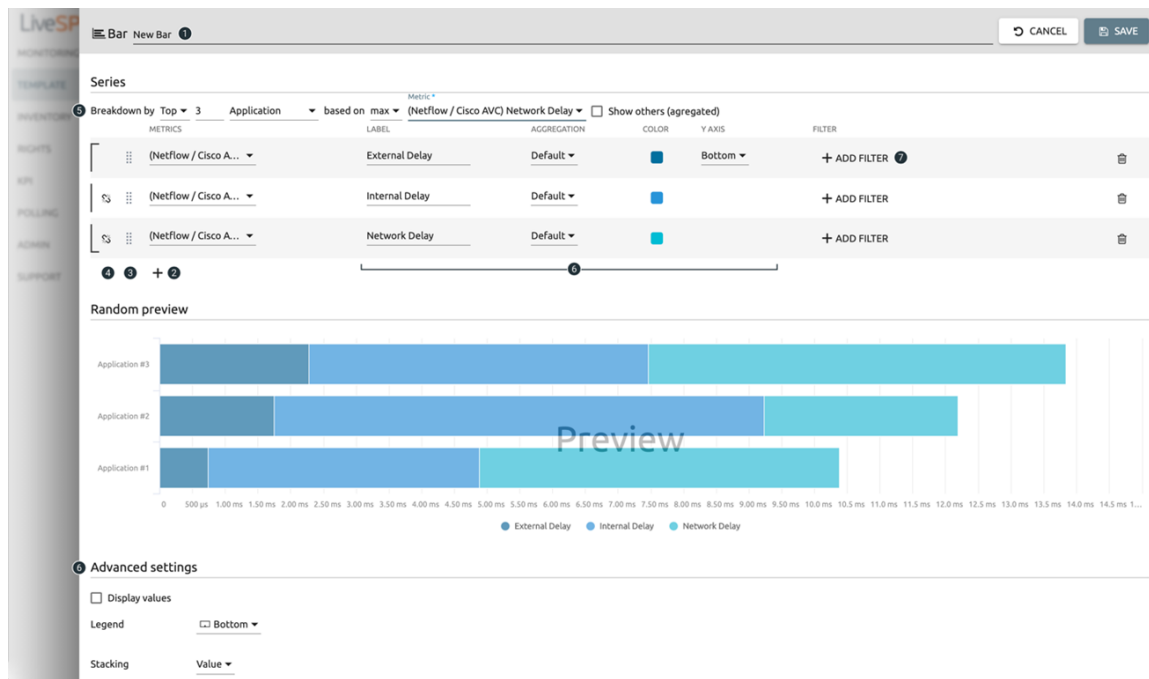 LiveSP
Bar New Bar 1 CANCEL SAVE
MONITORING
TEMPLATE
INVENTORY
RIGHTS
KPI
POLLING
ADMIN
SUPPORT
Series
Metric *
5 Breakdown by Top 3 Application based on max (Netflow / Cisco AVC) Network Delay Show others (agregated)
METRICS LABEL AGGREGATION COLOR Y AXIS FILTER
(Netflow / Cisco A... External Delay Default Bottom + ADD FILTER 7
(Netflow / Cisco A... Internal Delay Default + ADD FILTER
(Netflow / Cisco A... Network Delay Default + ADD FILTER
4 3 + 2 6
Random preview
Application #3
Application #2
Preview
Application #1
0 500 µs 1.00 ms 1.50 ms 2.00 ms 2.50 ms 3.00 ms 3.50 ms 4.00 ms 4.50 ms 5.00 ms 5.50 ms 6.00 ms 6.50 ms 7.00 ms 7.50 ms 8.00 ms 8.50 ms 9.00 ms 9.50 ms 10.0 ms 10.5 ms 11.0 ms 11.5 ms 12.0 ms 12.5 ms 13.0 ms 13.5 ms 14.0 ms 14.5 ms 1...
External Delay Internal Delay Network Delay
6 Advanced settings
Display values
Legend Bottom
Stacking Value